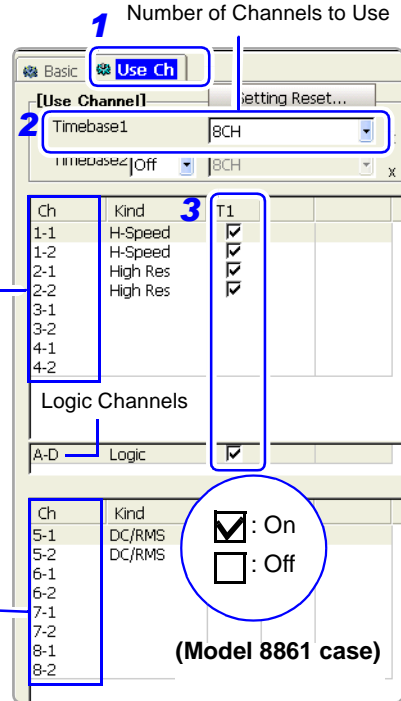 Number of Channels to Use
1
Basic
Use Ch
[Use Channel]
Setting Reset...
2
Timebase1
8CH
Timebase2
Off
8CH
x
Ch Kind 3 T1
1-1 H-Speed
1-2 H-Speed
2-1 High Res
2-2 High Res
3-1
3-2
4-1
4-2
Logic Channels
A-D Logic
Ch Kind
5-1 DC/RMS
5-2 DC/RMS
6-1
6-2
7-1
7-2
8-1
8-2
: On
: Off
(Model 8861 case)